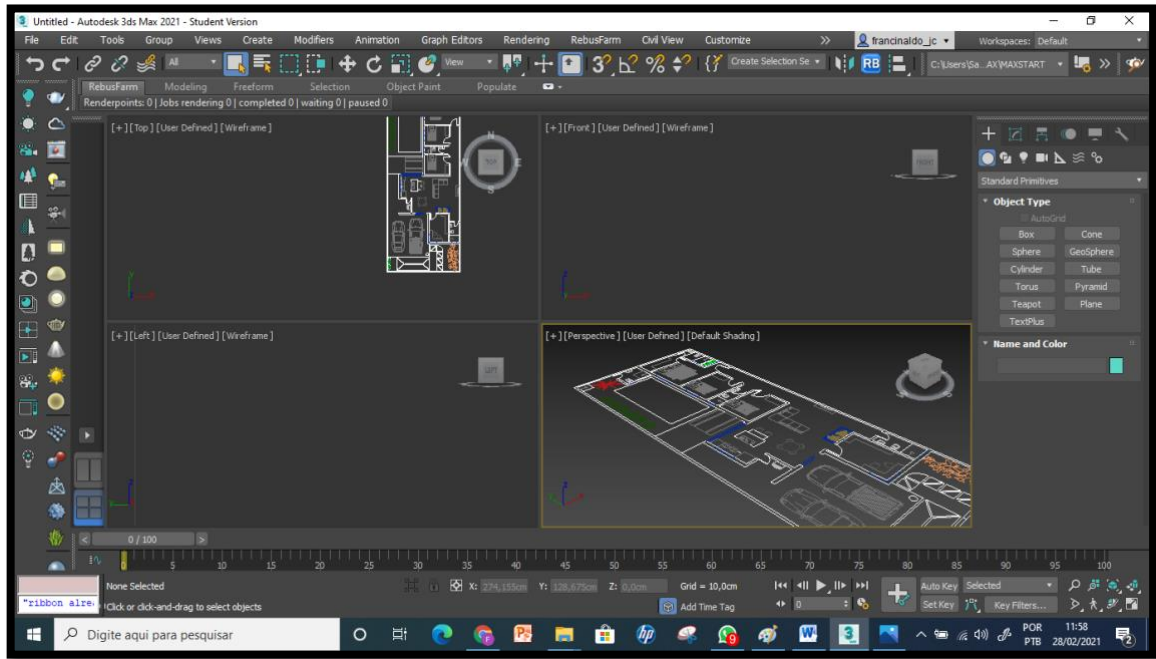 Untitled - Autodesk 3ds Max 2021 - Student Version
File Edit Tools Group Views Create Modifiers Animation Graph Editors Rendering RebusFarm Civil View Customize >> francinaldo_jc Workspaces: Default
All View Create Selection Se RB C:\Users\Sa...AX\MAXSTART >>
RebusFarm Modeling Freeform Selection Object Paint Populate
Renderpoints: 0 | Jobs rendering 0 | completed 0 | waiting 0 | paused 0
[+][Top][User Defined][Wireframe]
N
TOP
E
S
[+][Front][User Defined][Wireframe]
FRONT
Standard Primitives
Object Type
AutoGrid
Box Cone
Sphere GeoSphere
Cylinder Tube
Torus Pyramid
Teapot Plane
TextPlus
Name and Color
[+][Left][User Defined][Wireframe]
LEFT
[+][Perspective][User Defined][Default Shading]
< 0 / 100 >
0 5 10 15 20 25 30 35 40 45 50 55 60 65 70 75 80 85 90 95 100
None Selected X: 274,155cm Y: 128,675cm Z: 0,0cm Grid = 10,0cm Auto Key Selected
"ribbon alre Click or click-and-drag to select objects Add Time Tag 0 Set Key Key Filters...
Digite aqui para pesquisar
POR 11:58
PTB 28/02/2021